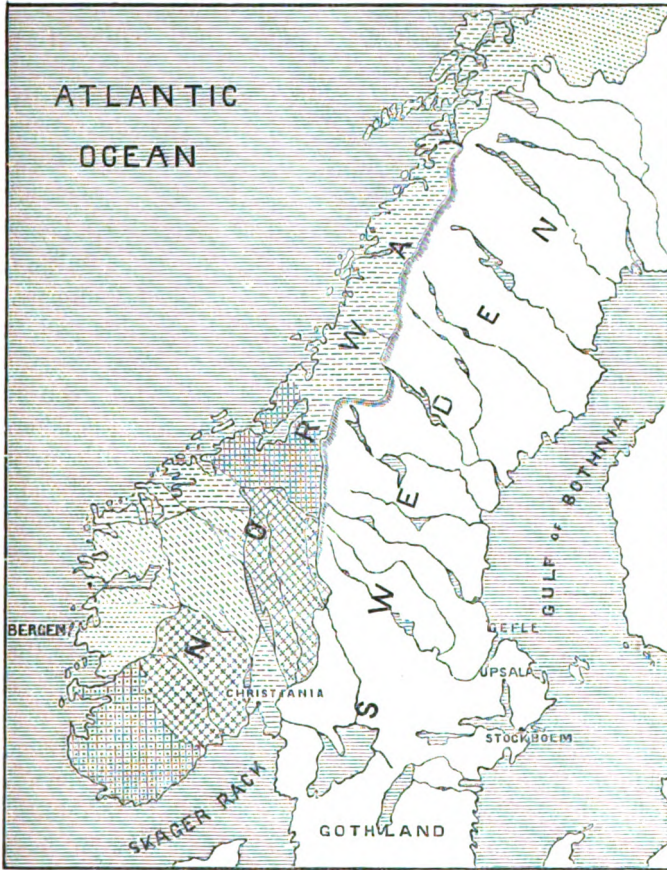 ATLANTIC
OCEAN
NORWAY
SWEDEN
GULF OF BOTHNIA
BERGEN
CHRISTIANIA
GEFLE
UPSALA
STOCKHOLM
SKAGER RACK
GOTHLAND